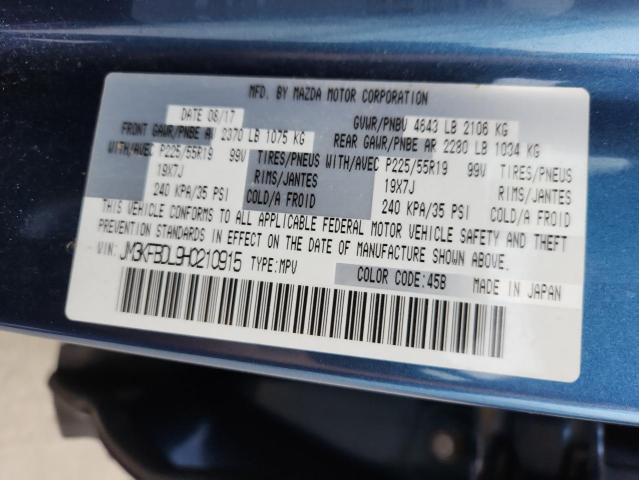 MFD. BY MAZDA MOTOR CORPORATION
DATE 08/17 GVWR/PNBV 4643 LB 2106 KG
FRONT GAWR/PNBE AV 2370 LB 1075 KG REAR GAWR/PNBE AR 2280 LB 1034 KG
WITH/AVEC P225/55R19 99V TIRES/PNEUS WITH/AVEC P225/55R19 99V TIRES/PNEUS
19X7J RIMS/JANTES 19X7J RIMS/JANTES
240 KPA/35 PSI COLD/A FROID 240 KPA/35 PSI COLD/A FROID
THIS VEHICLE CONFORMS TO ALL APPLICABLE FEDERAL MOTOR VEHICLE SAFETY AND THEFT
PREVENTION STANDARDS IN EFFECT ON THE DATE OF MANUFACTURE SHOWN ABOVE.
VIN: JM3KFBDL9H0210915 TYPE:MPV COLOR CODE:45B MADE IN JAPAN